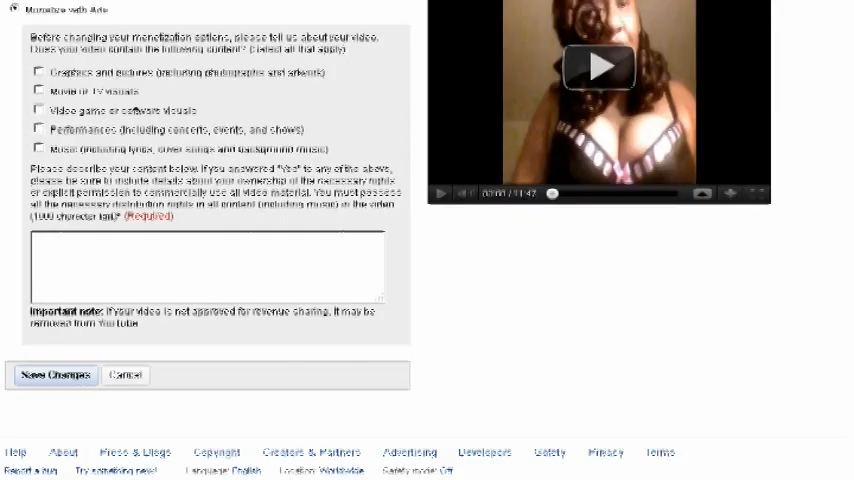 Monetize with Ads
Before changing your monetization options, please tell us about your video.
Does your video contain the following content? (Select all that apply)
Graphics and pictures (including photographs and artwork)
Movie or TV visuals
Video game or software visuals
Performances (including concerts, events, and shows)
Music (including lyrics, cover songs and background music)
Please describe your content below. If you answered "Yes" to any of the above,
please be sure to include details about your ownership of the necessary rights
or explicit permission to commercially use all video material. You must possess
all the necessary distribution rights in all content (including music) in the video
(1000 character limit)* (Required)
Important note: If your video is not approved for revenue sharing, it may be
removed from YouTube
Save Changes Cancel
00:00 / 11:47
Help About Press & Blogs Copyright Creators & Partners Advertising Developers Safety Privacy Terms
Report a bug Try something new! Language: English Location: Worldwide Safety mode: Off